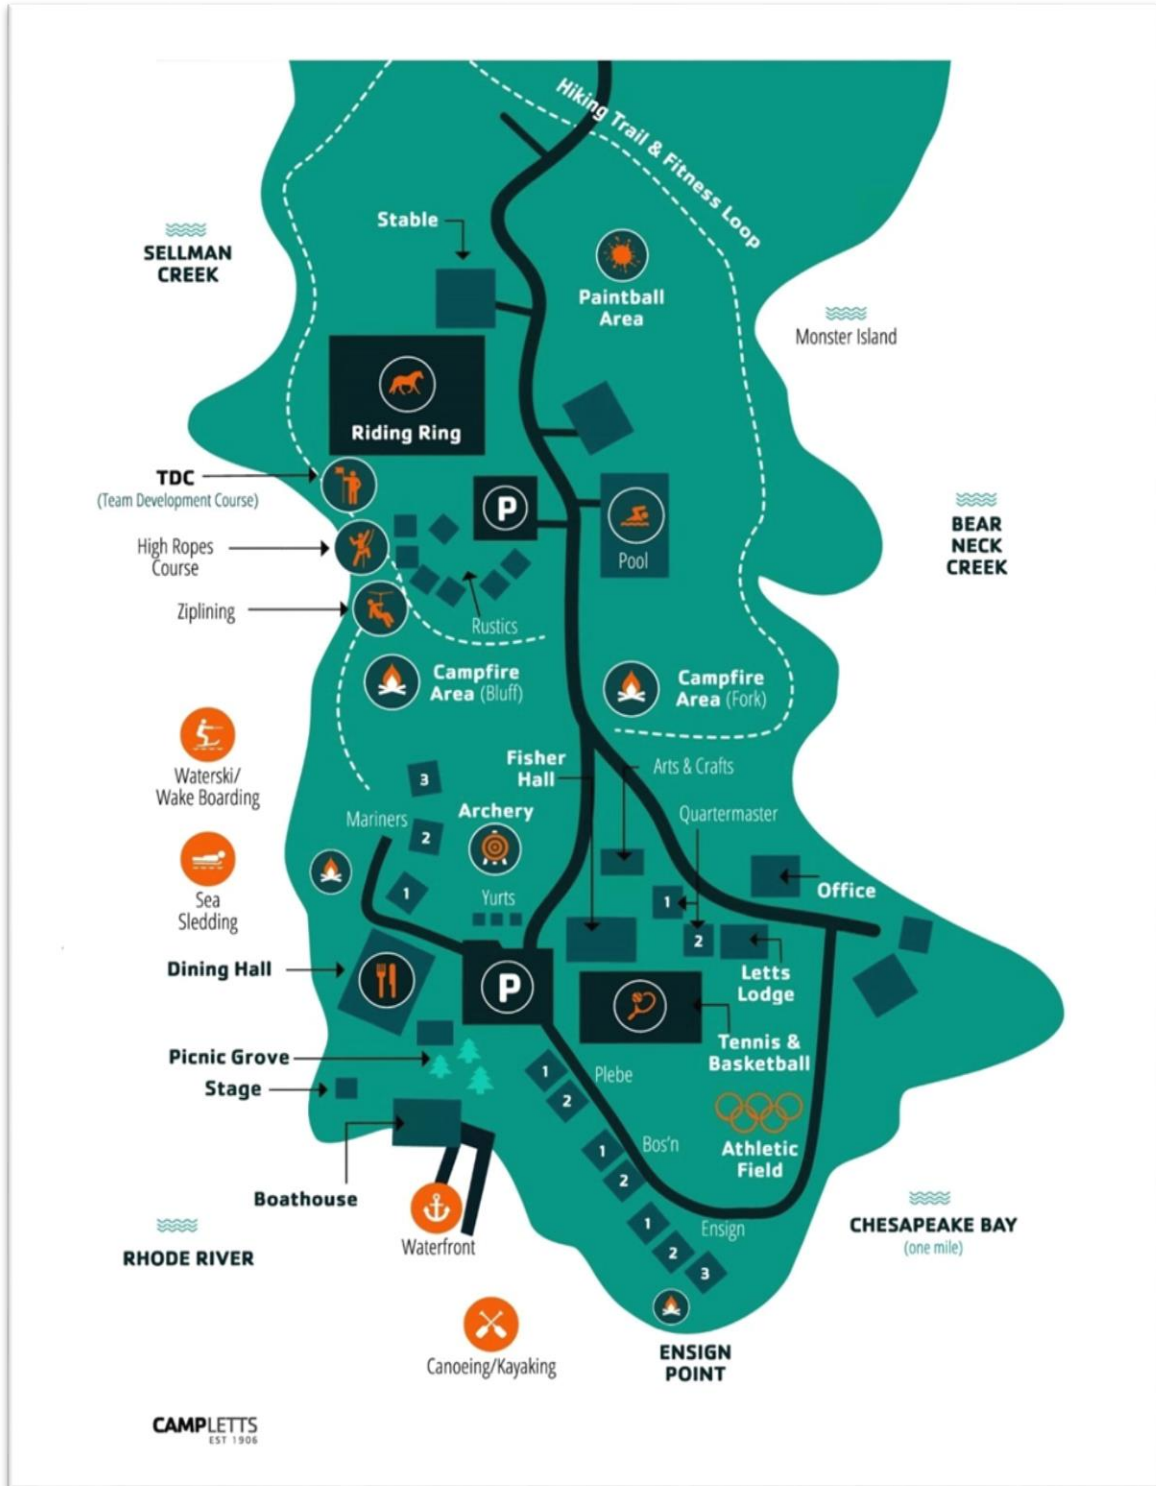 Hiking Trail & Fitness Loop
Stable
SELLMAN
CREEK
Paintball
Area
Monster Island
Riding Ring
TDC
(Team Development Course)
P
Pool
BEAR
NECK
CREEK
High Ropes
Course
Ziplining
Rustics
Campfire
Area (Bluff)
Campfire
Area (Fork)
Waterski/
Wake Boarding
Fisher
Hall
Arts & Crafts
3
Archery
Quartermaster
Mariners
2
1
Yurts
Sea
Sledding
Office
1
2
Dining Hall
P
Letts
Lodge
Tennis &
Basketball
Picnic Grove
Stage
1
2
Plebe
Athletic
Field
Bos'n
1
2
Boathouse
Waterfront
1
2
3
Ensign
RHODE RIVER
CHESAPEAKE BAY
(one mile)
Canoeing/Kayaking
ENSIGN
POINT
CAMPLETTS
EST 1906